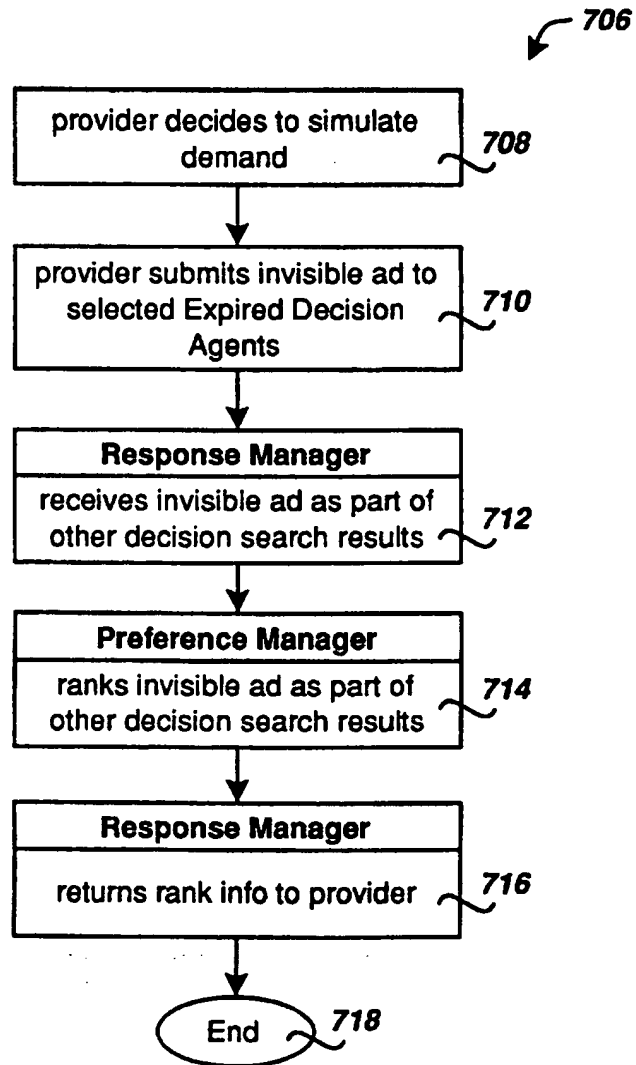 706
provider decides to simulate
demand
708
provider submits invisible ad to
selected Expired Decision
Agents
710
Response Manager
receives invisible ad as part of
other decision search results
712
Preference Manager
ranks invisible ad as part of
other decision search results
714
Response Manager
returns rank info to provider
716
End
718